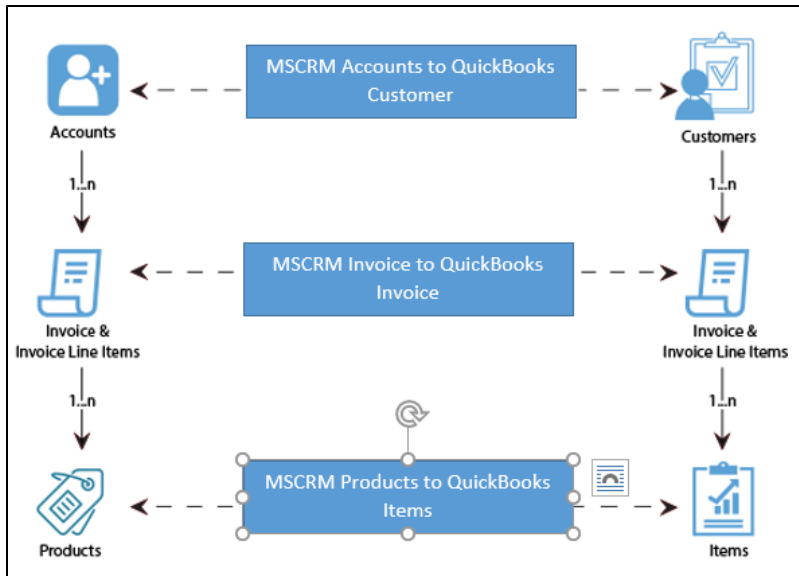 MSCRM Accounts to QuickBooks
Customer
Accounts
Customers
1...n
1...n
MSCRM Invoice to QuickBooks
Invoice
Invoice &
Invoice Line Items
Invoice &
Invoice Line Items
1...n
1...n
MSCRM Products to QuickBooks
Items
Products
Items